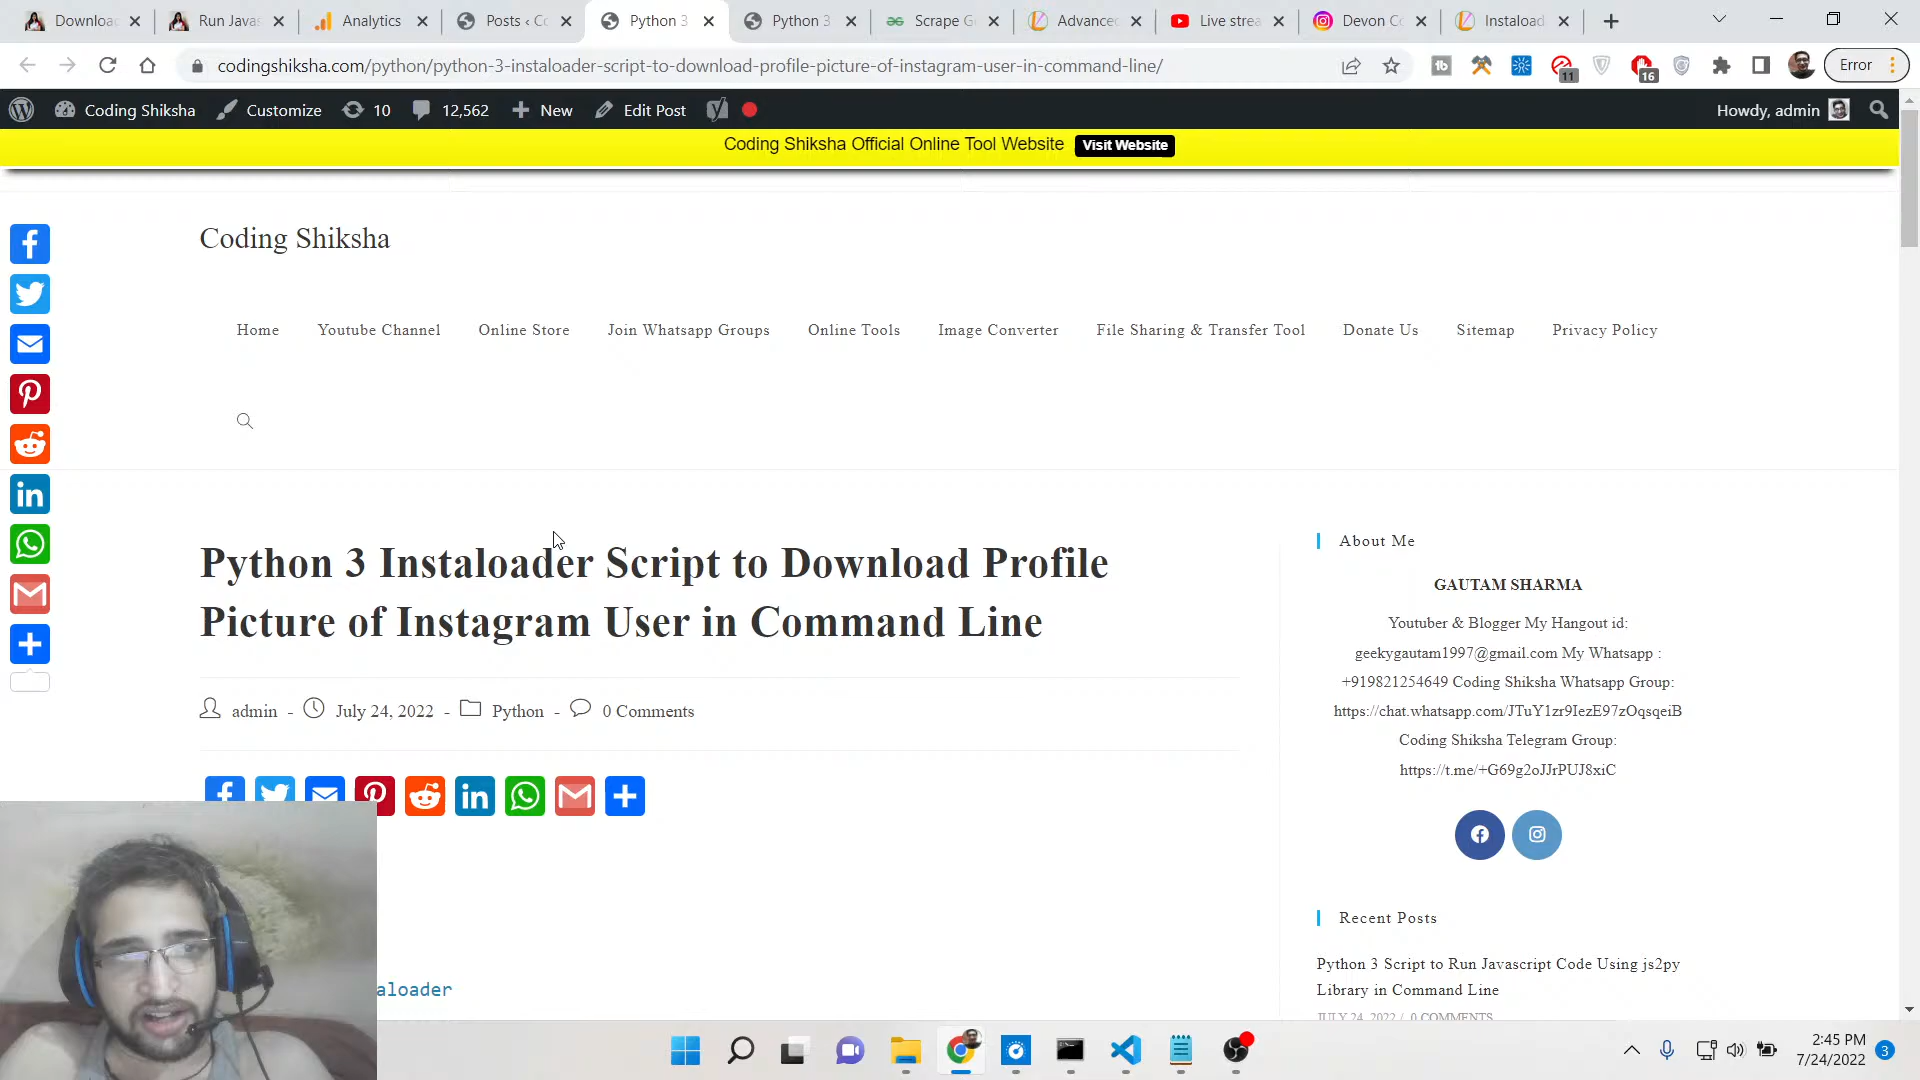 Downloa
Run Javas
Analytics
Posts ‹ Co
Python 3
Python 3
Scrape G
Advance
Live strea
Devon Co
Instaload
codingshiksha.com/python/python-3-instaloader-script-to-download-profile-picture-of-instagram-user-in-command-line/
11
16
Error
Coding Shiksha
Customize
10
12,562
New
Edit Post
Howdy, admin
Coding Shiksha Official Online Tool Website Visit Website
Coding Shiksha
Home Youtube Channel Online Store Join Whatsapp Groups Online Tools Image Converter File Sharing & Transfer Tool Donate Us Sitemap Privacy Policy
Python 3 Instaloader Script to Download Profile
Picture of Instagram User in Command Line
admin - July 24, 2022 - Python - 0 Comments
aloader
About Me
GAUTAM SHARMA
Youtuber & Blogger My Hangout id:
geekygautam1997@gmail.com My Whatsapp :
+919821254649 Coding Shiksha Whatsapp Group:
https://chat.whatsapp.com/JTuY1zr9IezE97zOqsqeiB
Coding Shiksha Telegram Group:
https://t.me/+G69g2oJJrPUJ8xiC
Recent Posts
Python 3 Script to Run Javascript Code Using js2py
Library in Command Line
JULY 24, 2022 / 0 COMMENTS
2:45 PM
7/24/2022
3